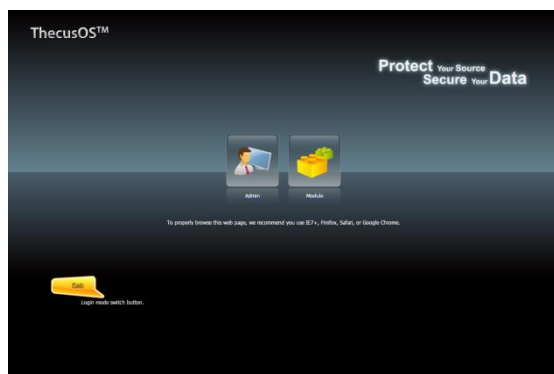 ThecusOS™
Protect Your Source
Secure Your Data
Admin
Module
To properly browse this web page, we recommend you use IE7+, Firefox, Safari, or Google Chrome.
Login mode switch button.